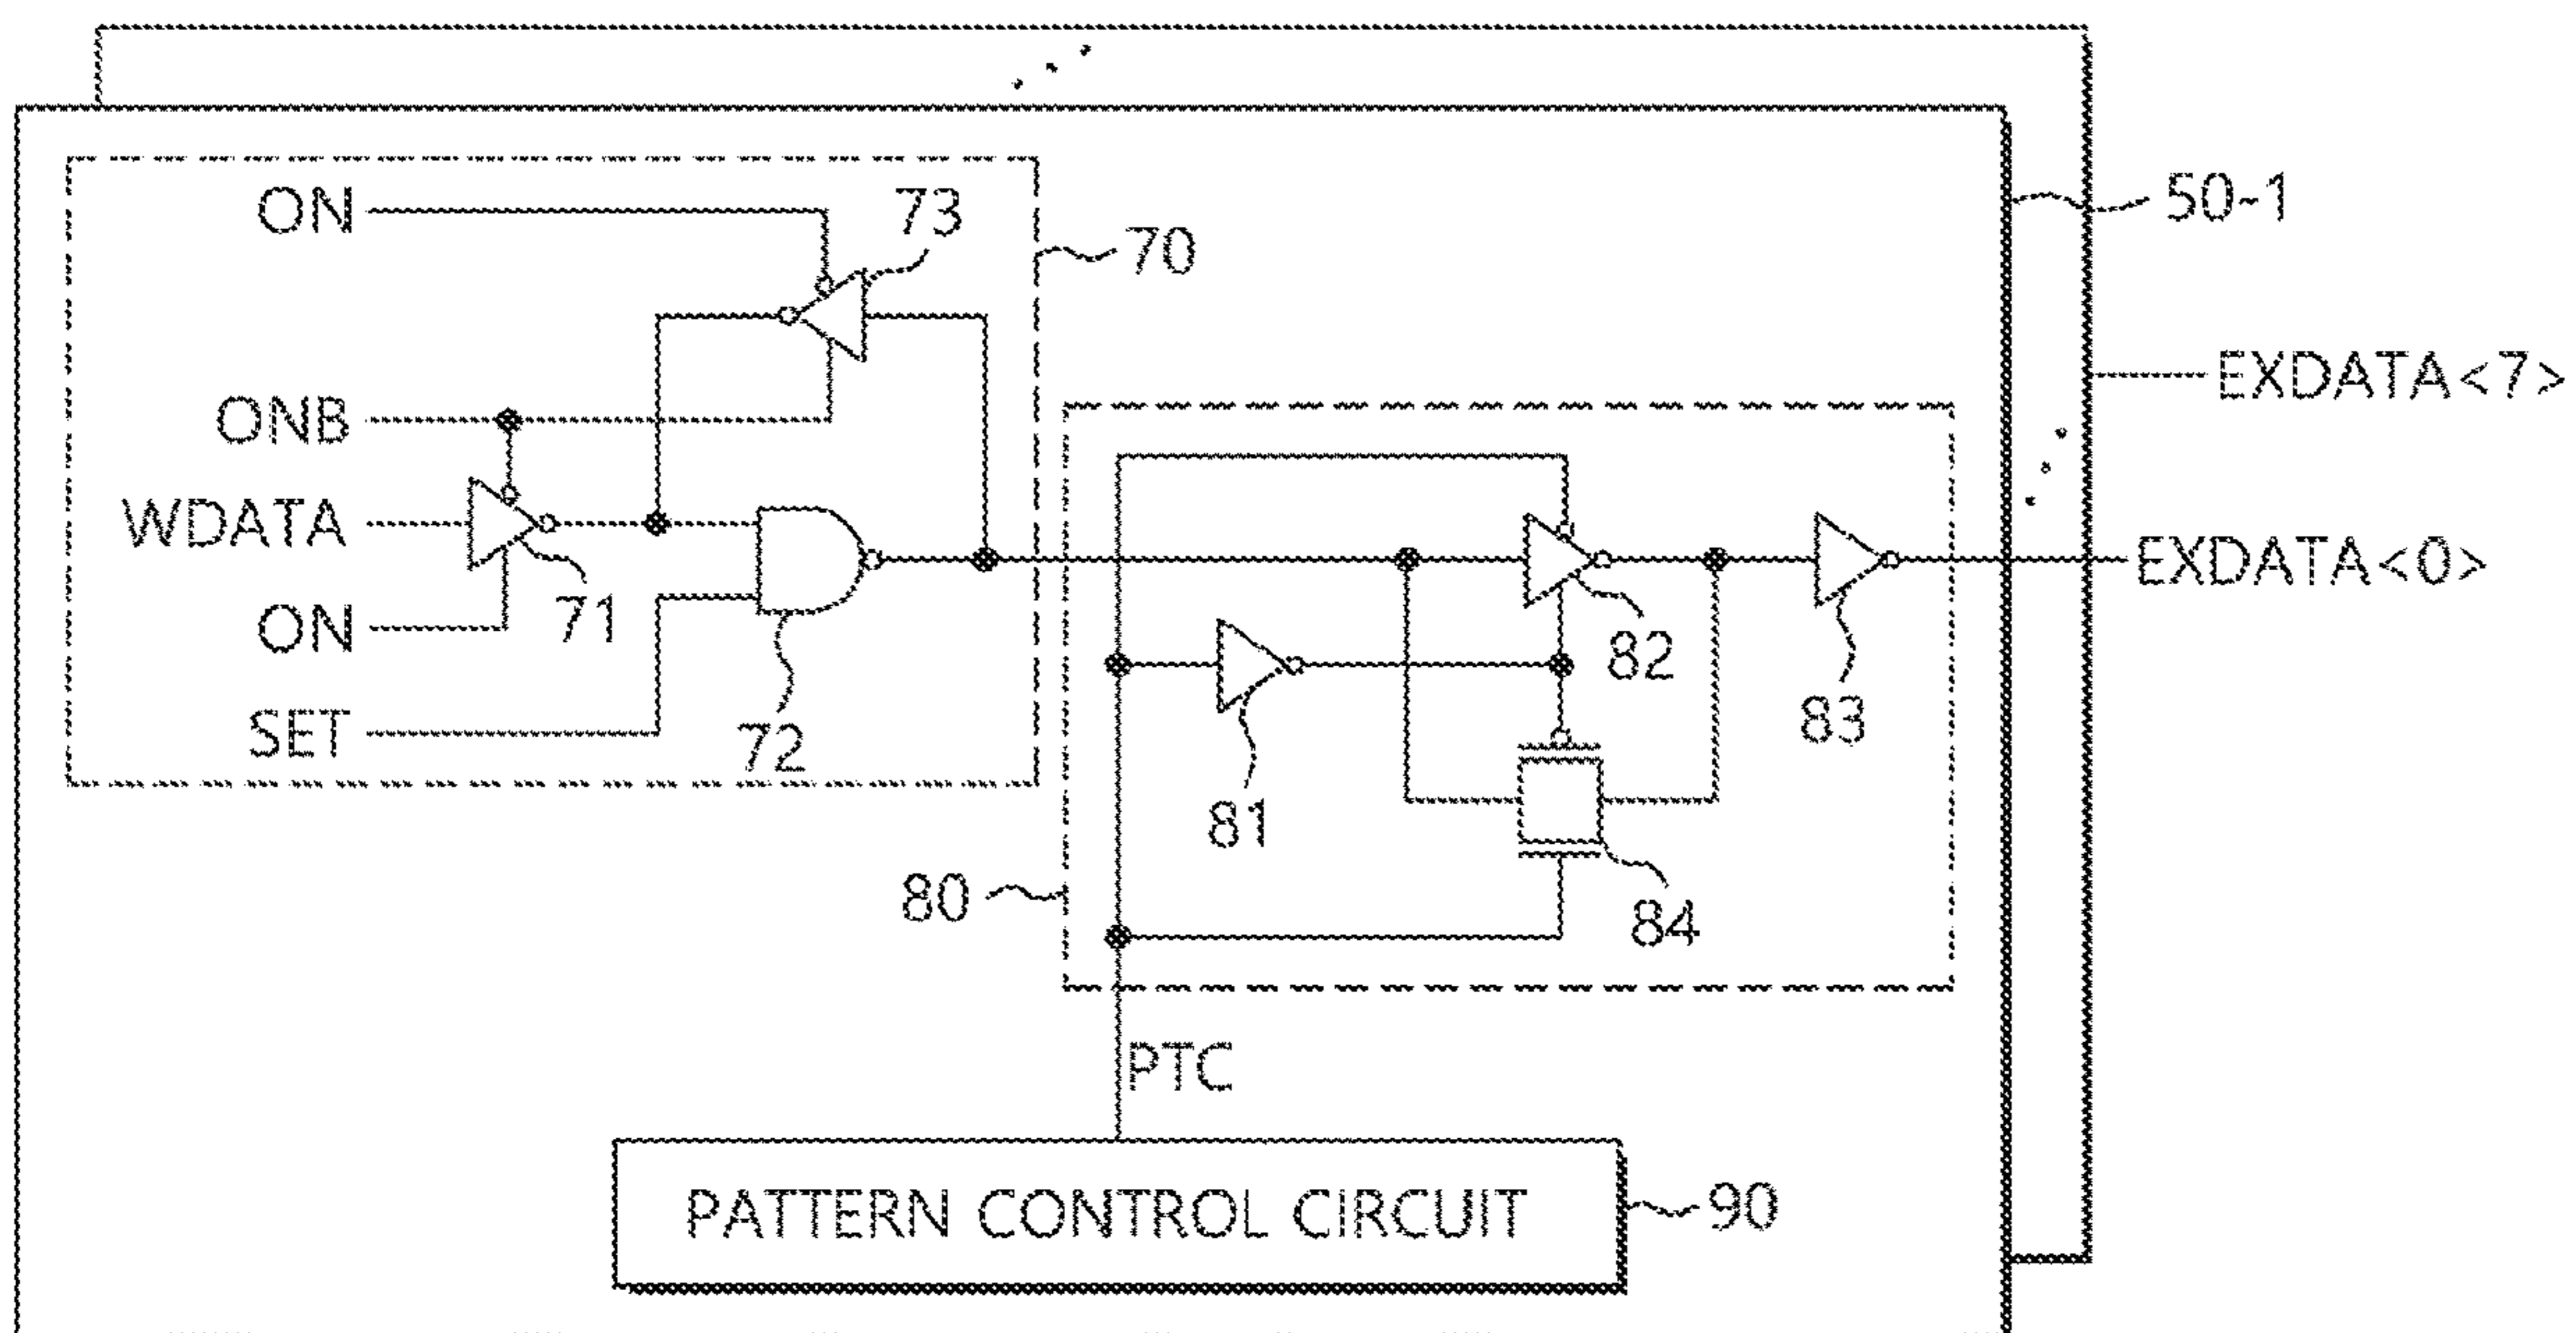 ON
73
70
50-1
EXDATA<7>
ONB
WDATA
71
ON
SET
72
EXDATA<0>
82
83
81
80
84
PTC
PATTERN CONTROL CIRCUIT
90